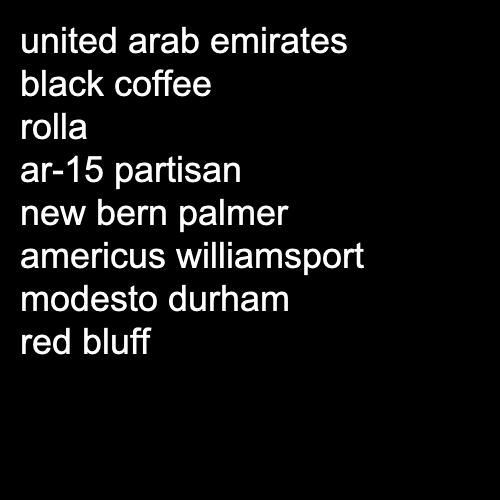 united arab emirates
black coffee
rolla
ar-15 partisan
new bern palmer
americus williamsport
modesto durham
red bluff